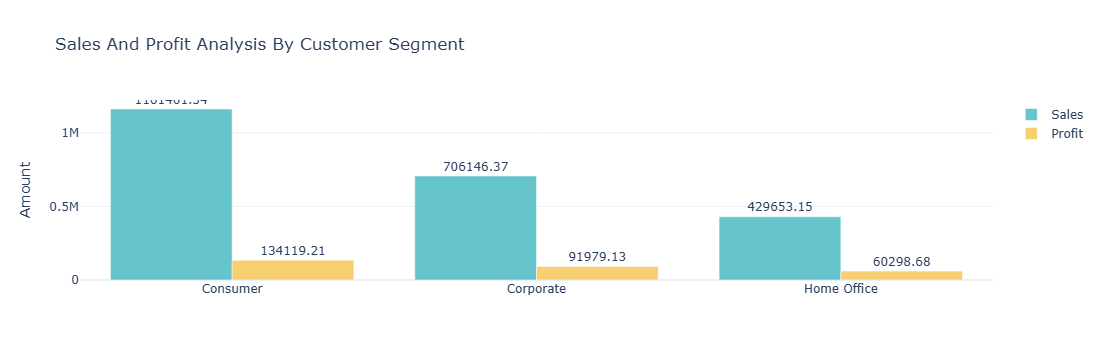 Sales And Profit Analysis By Customer Segment
Sales
Profit
Amount
1M
0.5M
0
706146.37
429653.15
134119.21
91979.13
60298.68
Consumer
Corporate
Home Office